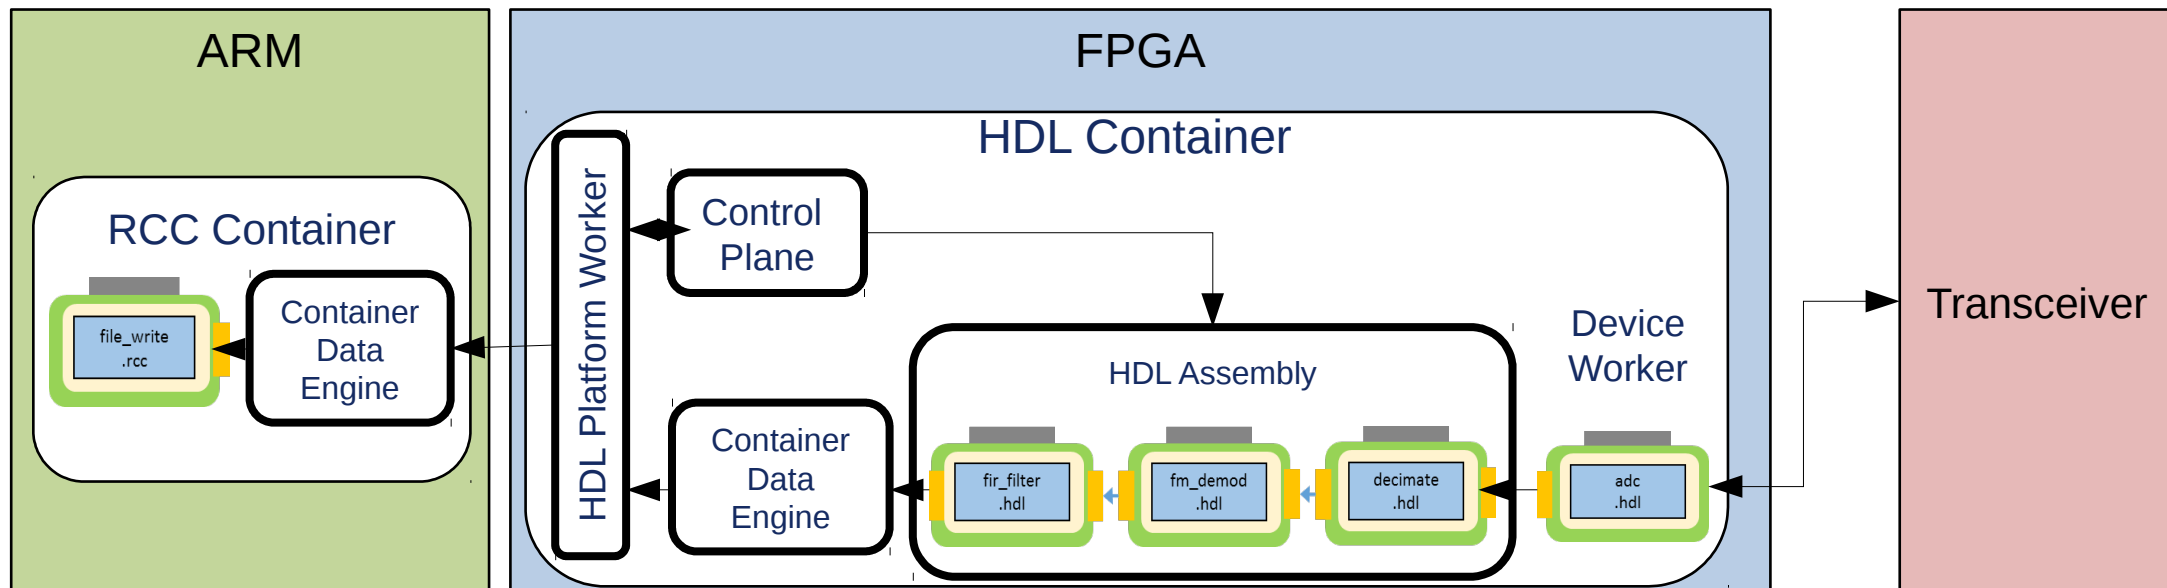 ARM
FPGA
HDL Container
RCC Container
file_write
.rcc
Container
Data
Engine
HDL Platform Worker
Control
Plane
Container
Data
Engine
HDL Assembly
fir_filter
.hdl
fm_demod
.hdl
decimate
.hdl
Device
Worker
adc
.hdl
Transceiver